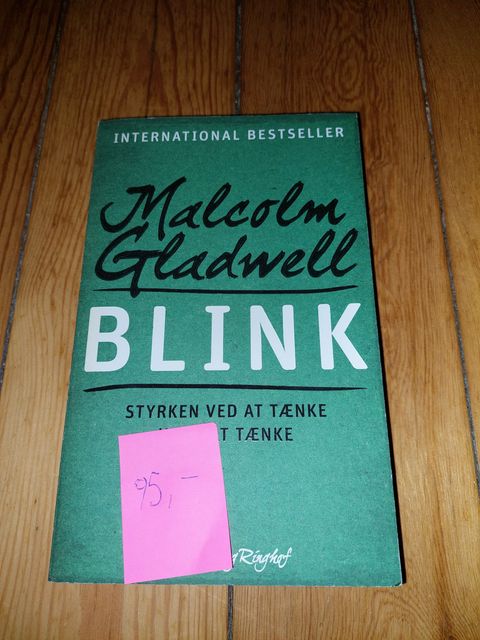 INTERNATIONAL BESTSELLER
Malcolm
Gladwell
BLINK
STYRKEN VED AT TÆNKE
TÆNKE
95,-
Ringhof